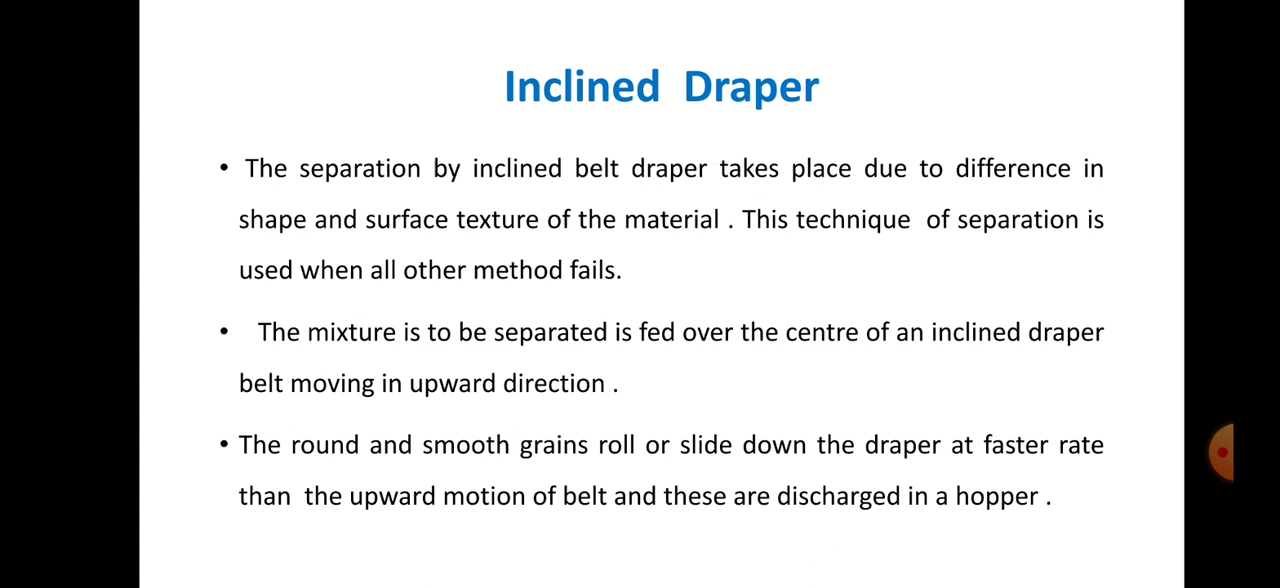 Inclined Draper
• The separation by inclined belt draper takes place due to difference in
shape and surface texture of the material . This technique of separation is
used when all other method fails.
• The mixture is to be separated is fed over the centre of an inclined draper
belt moving in upward direction .
• The round and smooth grains roll or slide down the draper at faster rate
than the upward motion of belt and these are discharged in a hopper .